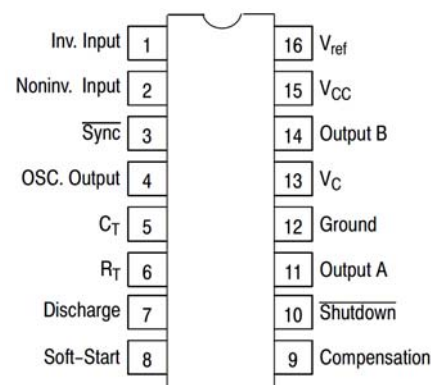 Inv. Input 1
Noninv. Input 2
Sync 3
OSC. Output 4
CT 5
RT 6
Discharge 7
Soft-Start 8
16 Vref
15 VCC
14 Output B
13 VC
12 Ground
11 Output A
10 Shutdown
9 Compensation